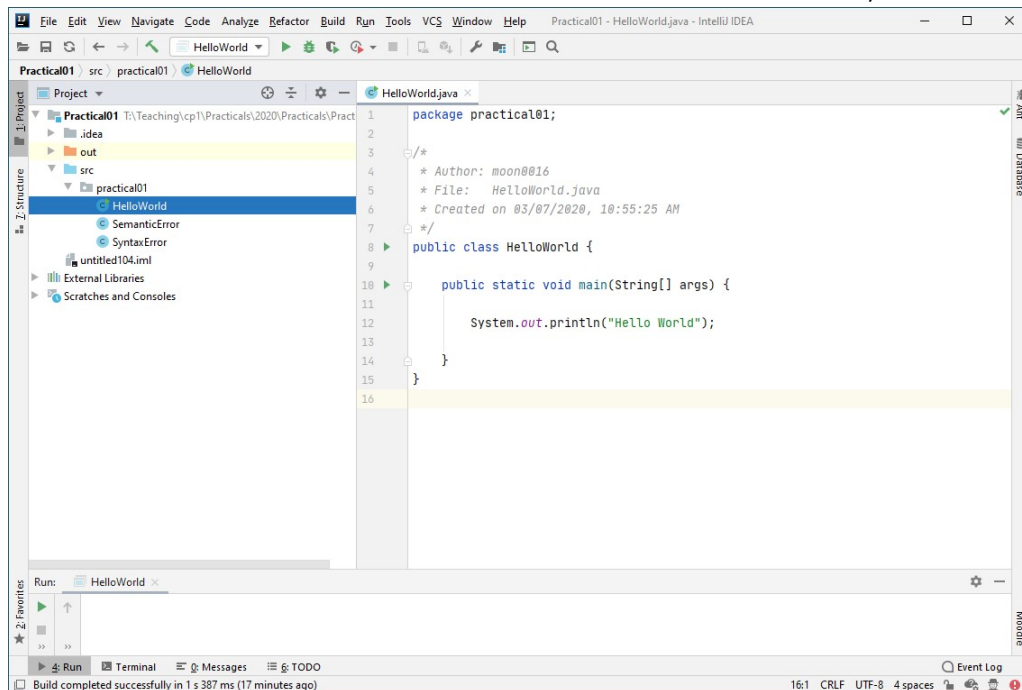 File Edit View Navigate Code Analyze Refactor Build Run Tools VCS Window Help Practical01 - HelloWorld.java - IntelliJ IDEA
HelloWorld
Practical01 src practical01 HelloWorld
1: Project
Project
HelloWorld.java
Ant
Practical01 T:\Teaching\cp1\Practicals\2020\Practicals\Pract
.idea
out
src
practical01
HelloWorld
SemanticError
SyntaxError
untitled104.iml
External Libraries
Scratches and Consoles
Z: Structure
Database
1 package practical01;
2
3 /*
4 * Author: moon0016
5 * File: HelloWorld.java
6 * Created on 03/07/2020, 10:55:25 AM
7 */
8 public class HelloWorld {
9
10 public static void main(String[] args) {
11
12 System.out.println("Hello World");
13
14 }
15 }
16
Run: HelloWorld
2: Favorites
Moodle
4: Run Terminal 0: Messages 6: TODO Event Log
Build completed successfully in 1 s 387 ms (17 minutes ago) 16:1 CRLF UTF-8 4 spaces